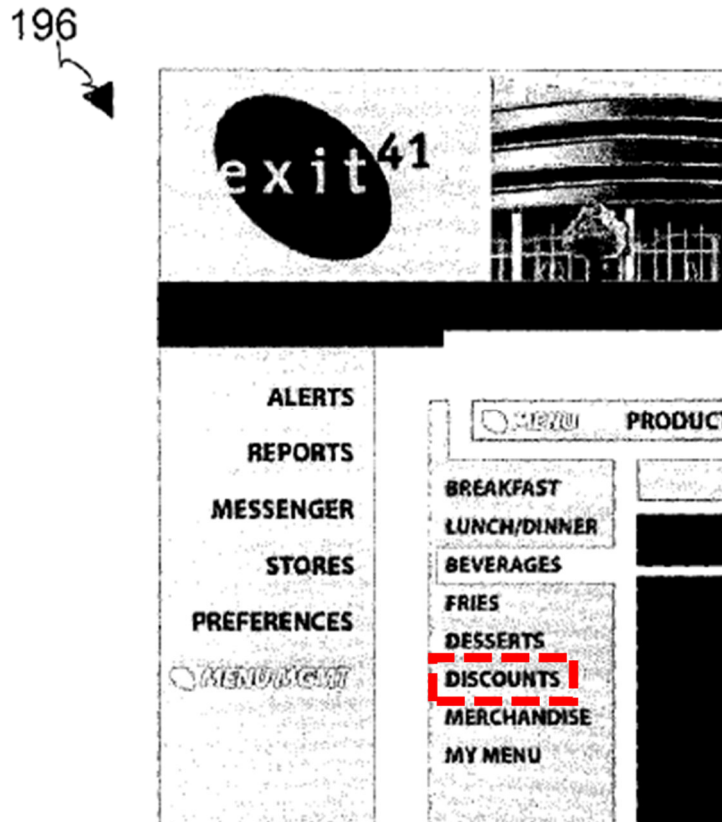 196
exit41
ALERTS
REPORTS
MESSENGER
STORES
PREFERENCES
MENU MGMT
MENU PRODUCT
BREAKFAST
LUNCH/DINNER
BEVERAGES
FRIES
DESSERTS
DISCOUNTS
MERCHANDISE
MY MENU